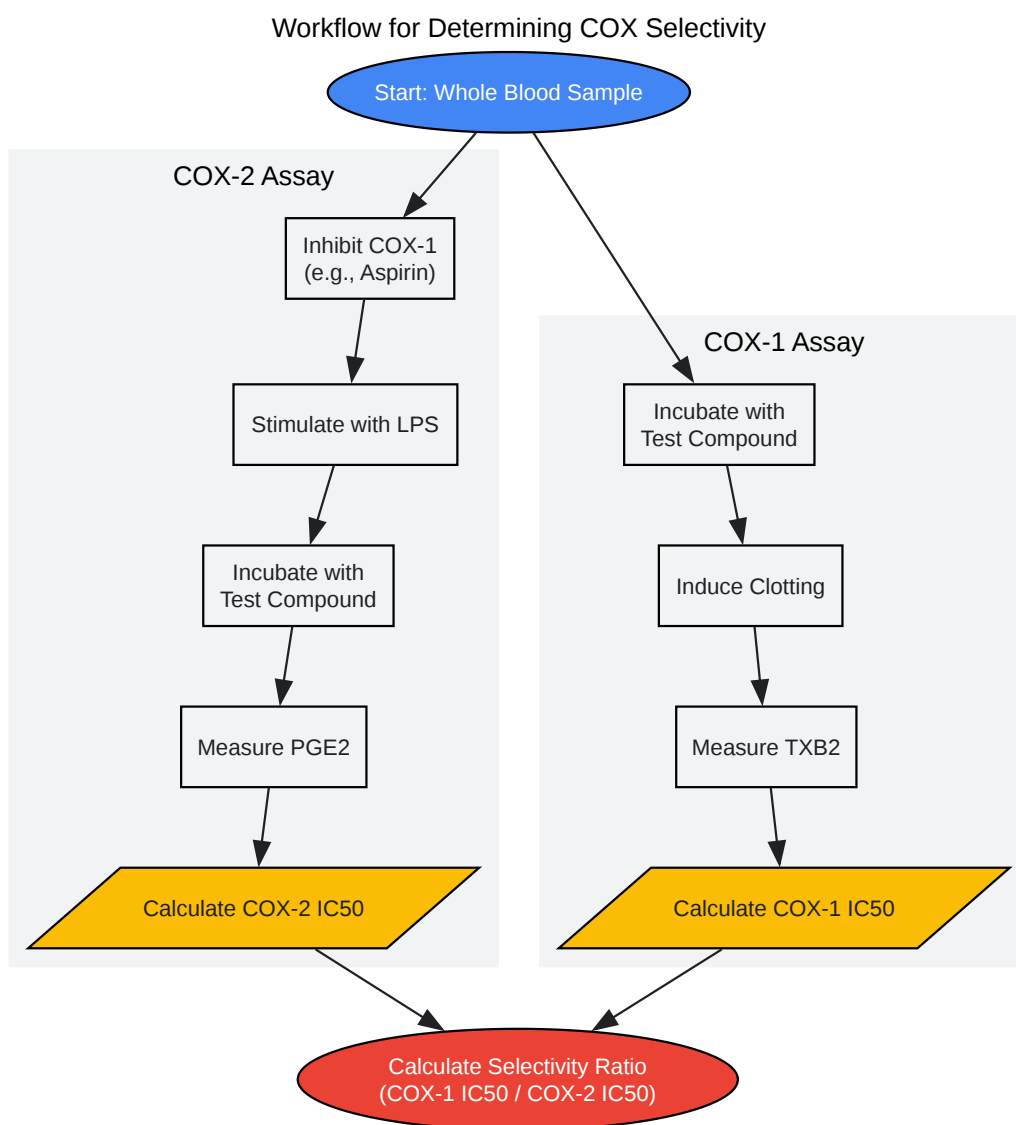 Workflow for Determining COX Selectivity
Start: Whole Blood Sample
COX-2 Assay
Inhibit COX-1
(e.g., Aspirin)
Stimulate with LPS
Incubate with
Test Compound
Measure PGE2
Calculate COX-2 IC50
COX-1 Assay
Incubate with
Test Compound
Induce Clotting
Measure TXB2
Calculate COX-1 IC50
Calculate Selectivity Ratio
(COX-1 IC50 / COX-2 IC50)